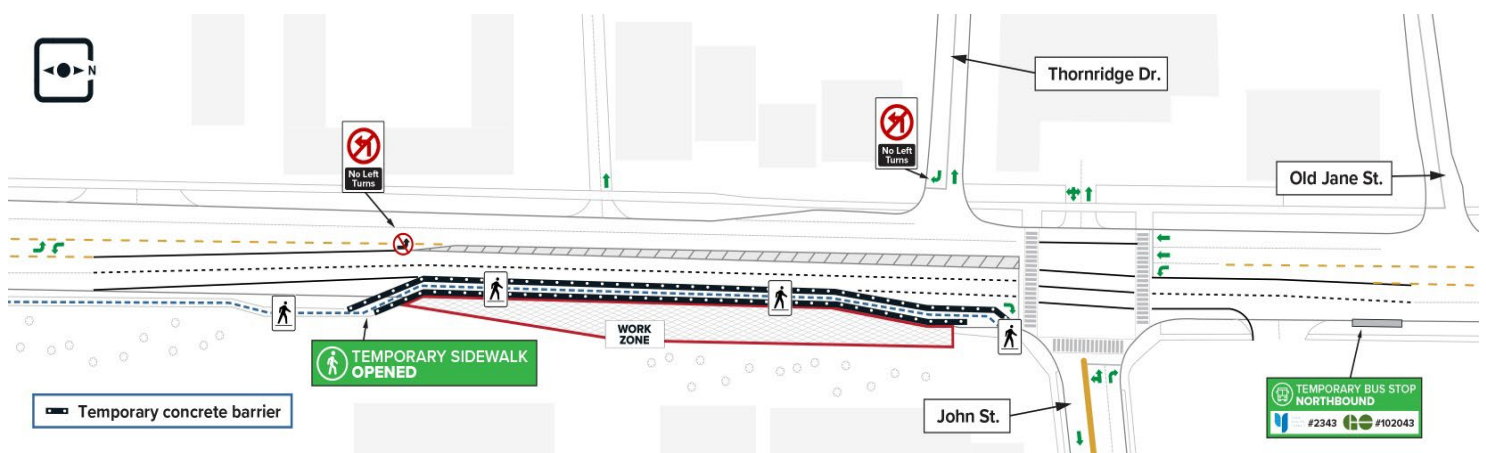 N
No Left
Turns
No Left
Turns
Thornridge Dr.
Old Jane St.
WORK
ZONE
TEMPORARY SIDEWALK
OPENED
Temporary concrete barrier
John St.
TEMPORARY BUS STOP
NORTHBOUND
#2343 GO #102043